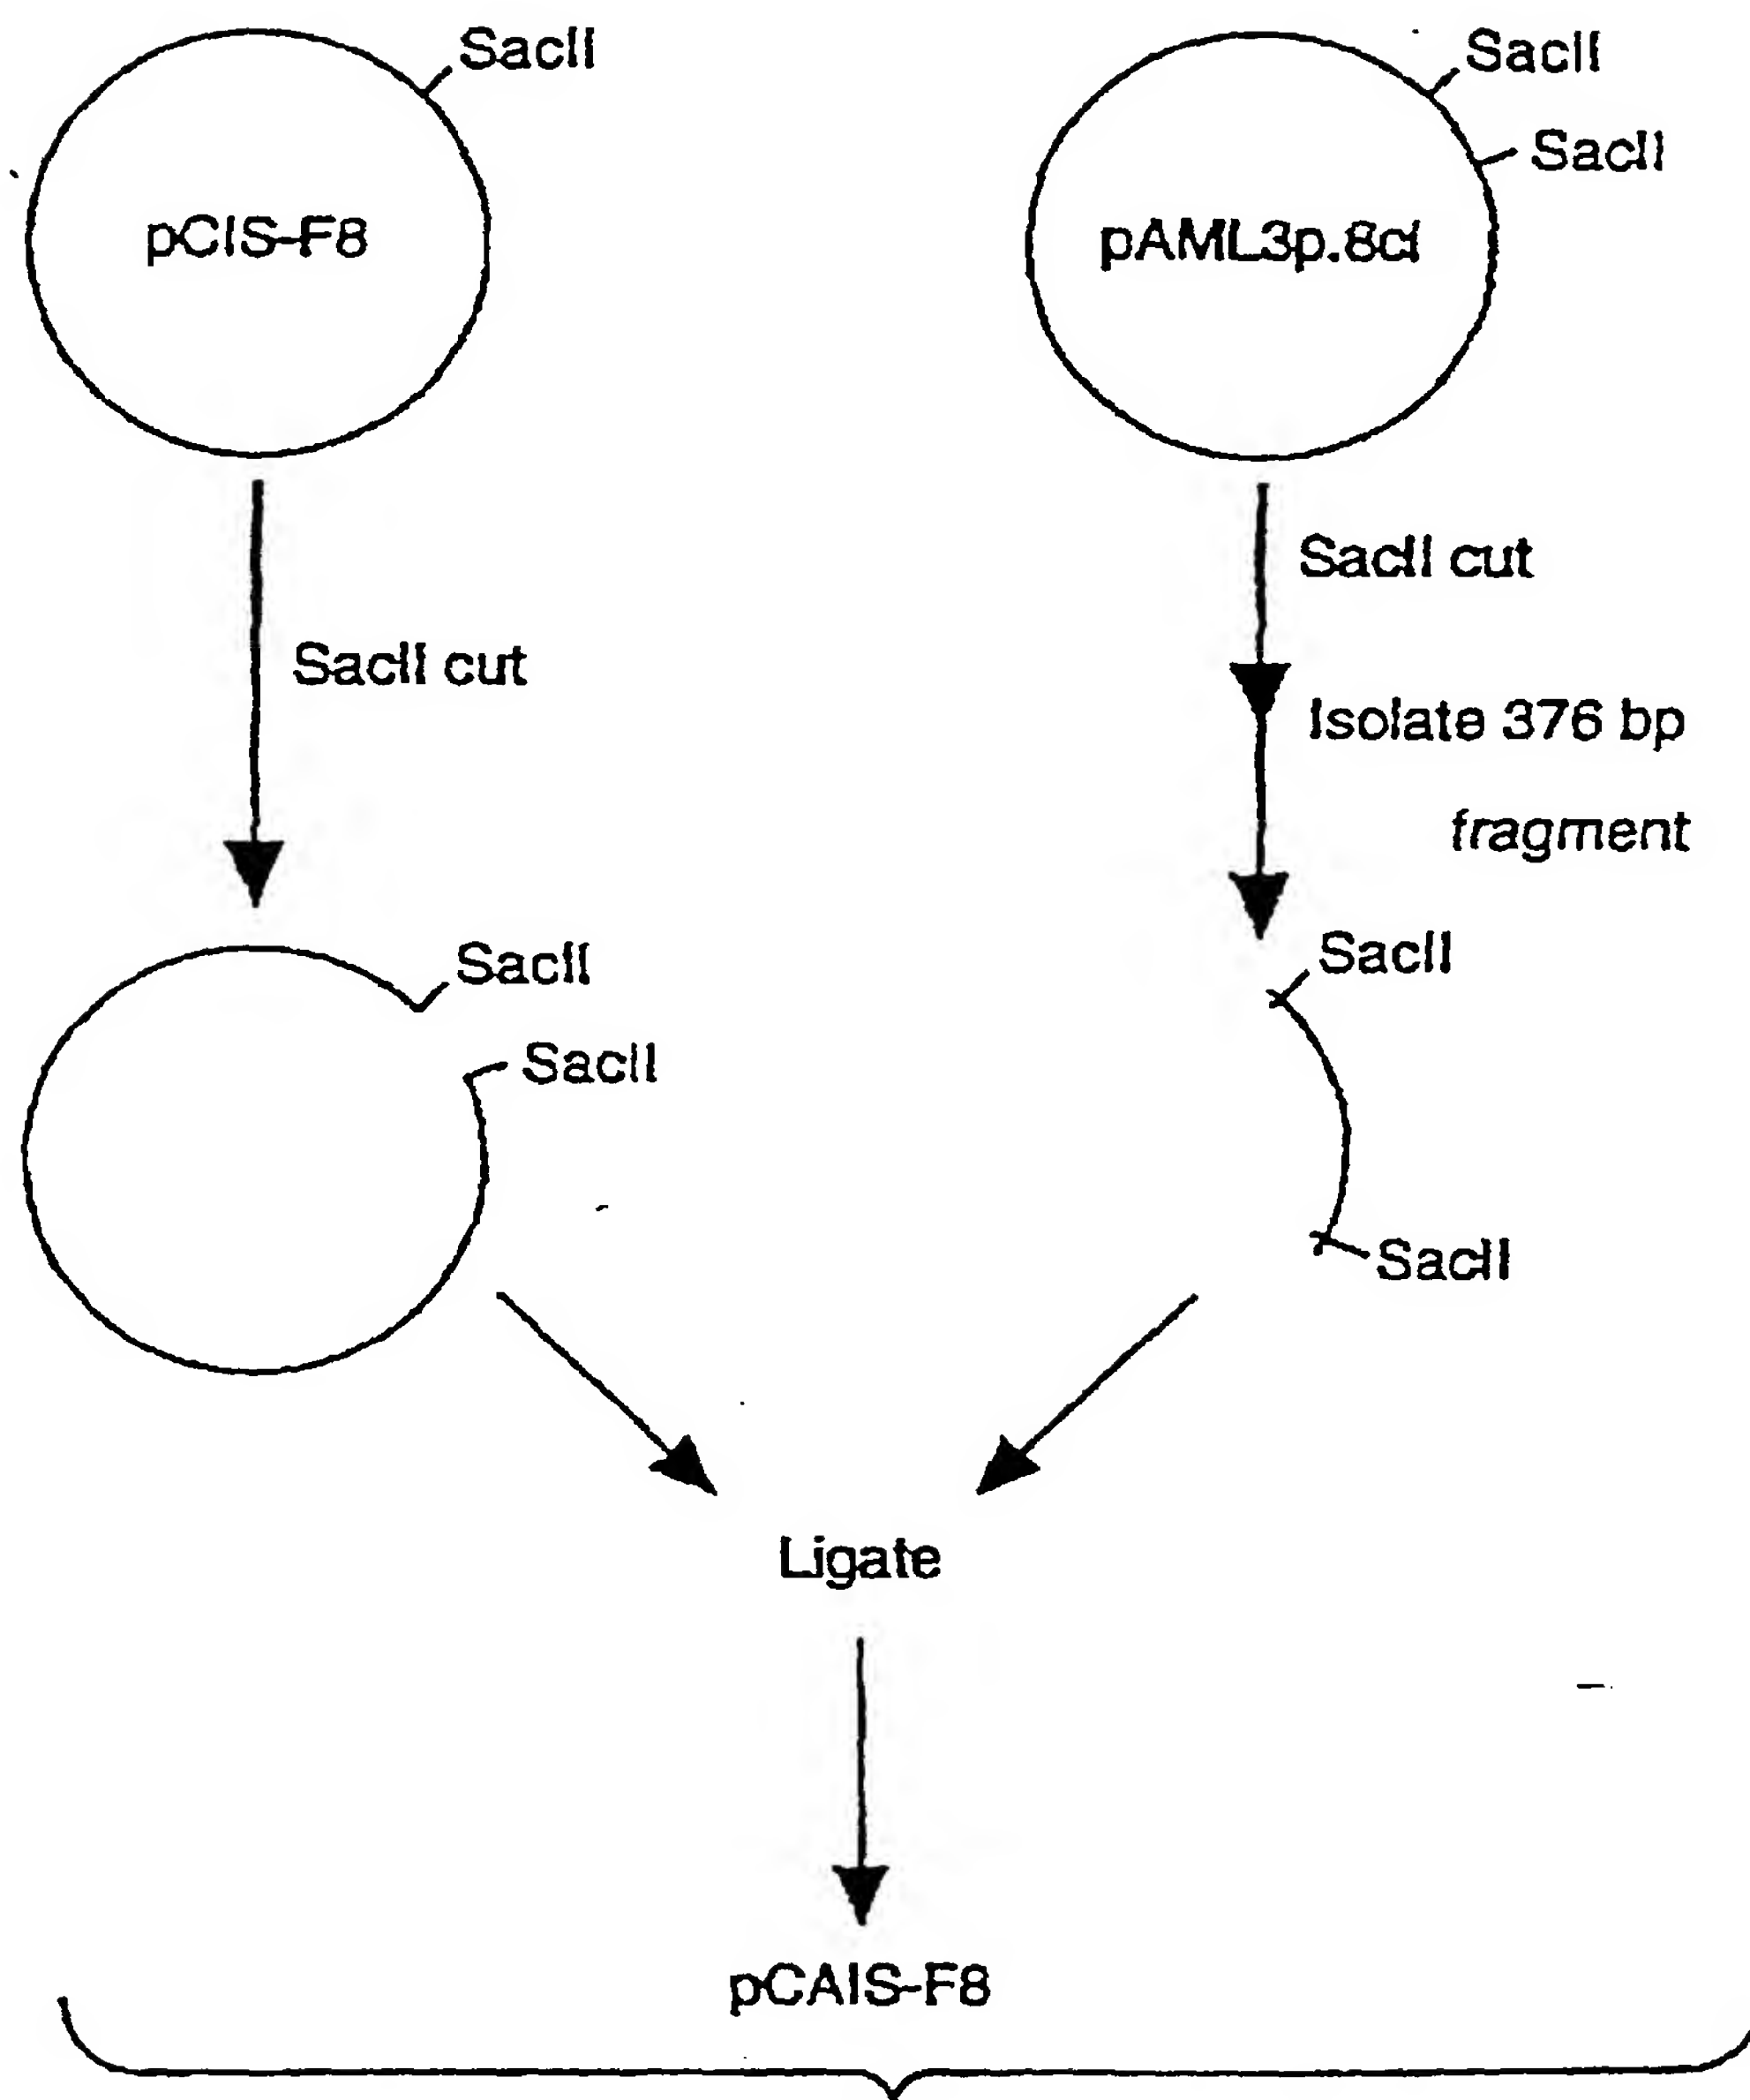 SacII
SacII
SacII
pCIS-F8
pAML3p.8c1
SacII cut
SacII cut
Isolate 376 bp
fragment
SacII
SacII
SacII
SacII
Ligate
pCAIS-F8